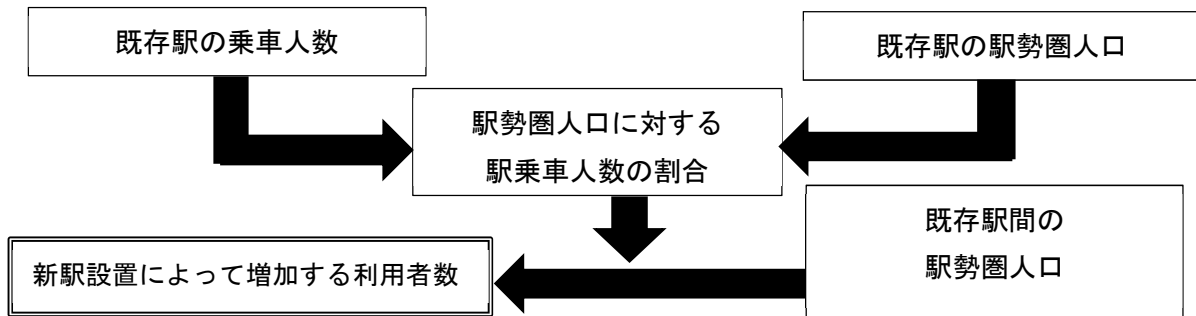 既存駅の乗車人数
既存駅の駅勢圏人口
駅勢圏人口に対する
駅乗車人数の割合
既存駅間の
駅勢圏人口
新駅設置によって増加する利用者数